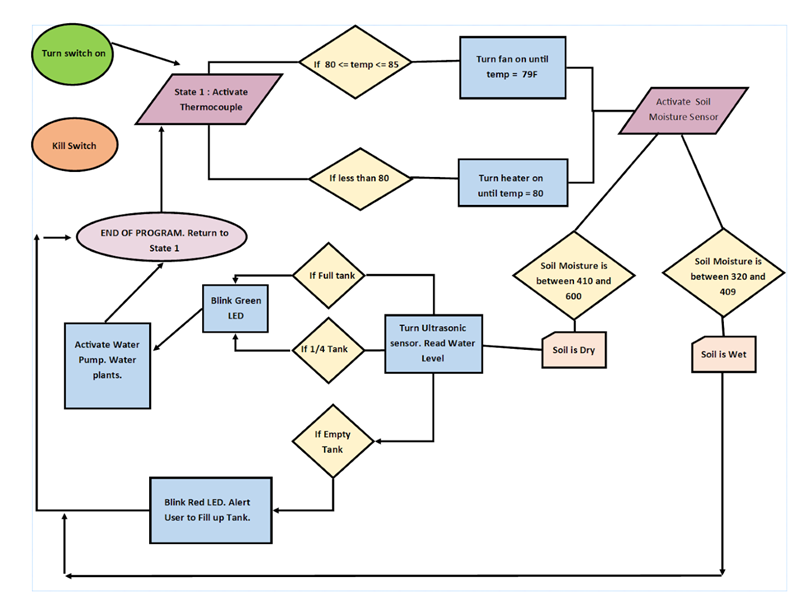 Turn switch on
If 80 <= temp <= 85
Turn fan on until
temp = 79F
State 1 : Activate
Thermocouple
Activate Soil
Moisture Sensor
Kill Switch
If less than 80
Turn heater on
until temp = 80
END OF PROGRAM. Return to
State 1
Soil Moisture is
between 410 and
600
Soil Moisture is
between 320 and
409
If Full tank
Blink Green
LED
Turn Ultrasonic
sensor. Read Water
Level
Activate Water
Pump. Water
plants.
If 1/4 Tank
Soil is Dry
Soil is Wet
If Empty
Tank
Blink Red LED. Alert
User to Fill up Tank.